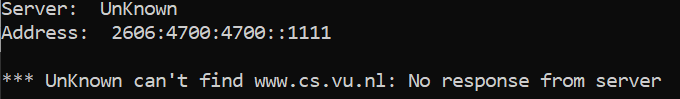 Server:  UnKnown
Address:  2606:4700:4700::1111
*** UnKnown can't find www.cs.vu.nl: No response from server